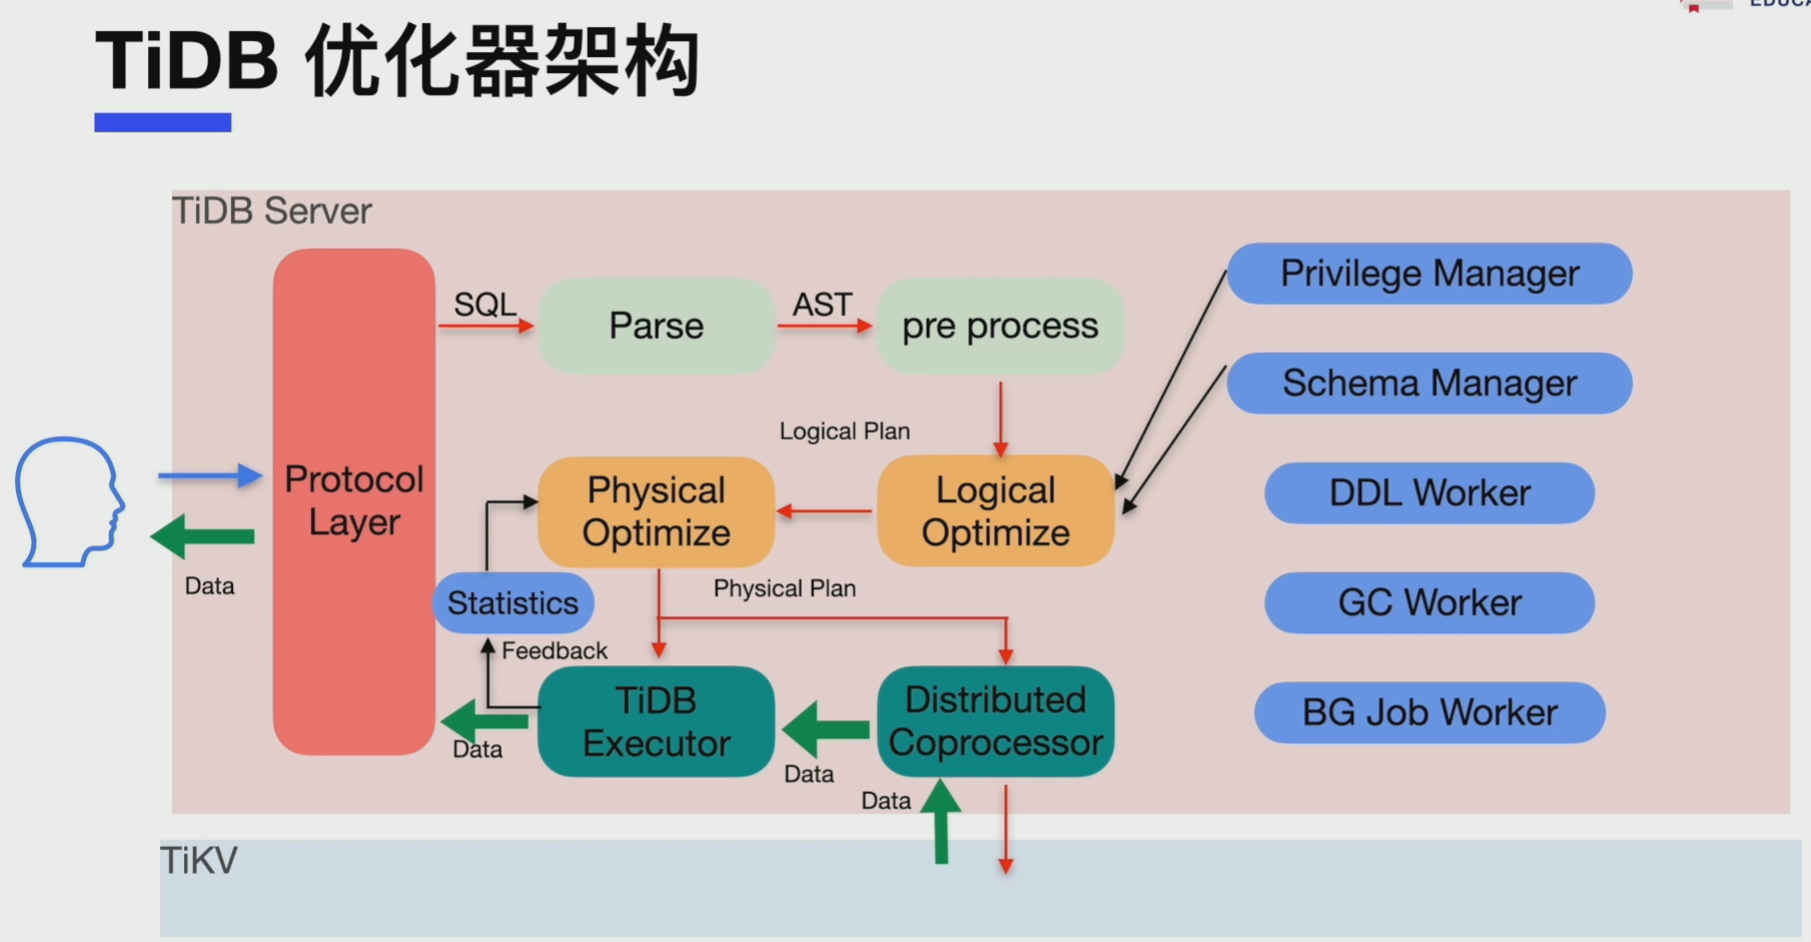 TiDB 优化器架构
TiDB Server
SQL
Parse
AST
pre process
Privilege Manager
Schema Manager
Logical Plan
Protocol
Layer
Physical
Optimize
Logical
Optimize
DDL Worker
Data
Statistics
Physical Plan
GC Worker
Feedback
TiDB
Executor
Distributed
Coprocessor
BG Job Worker
Data
Data
Data
TiKV